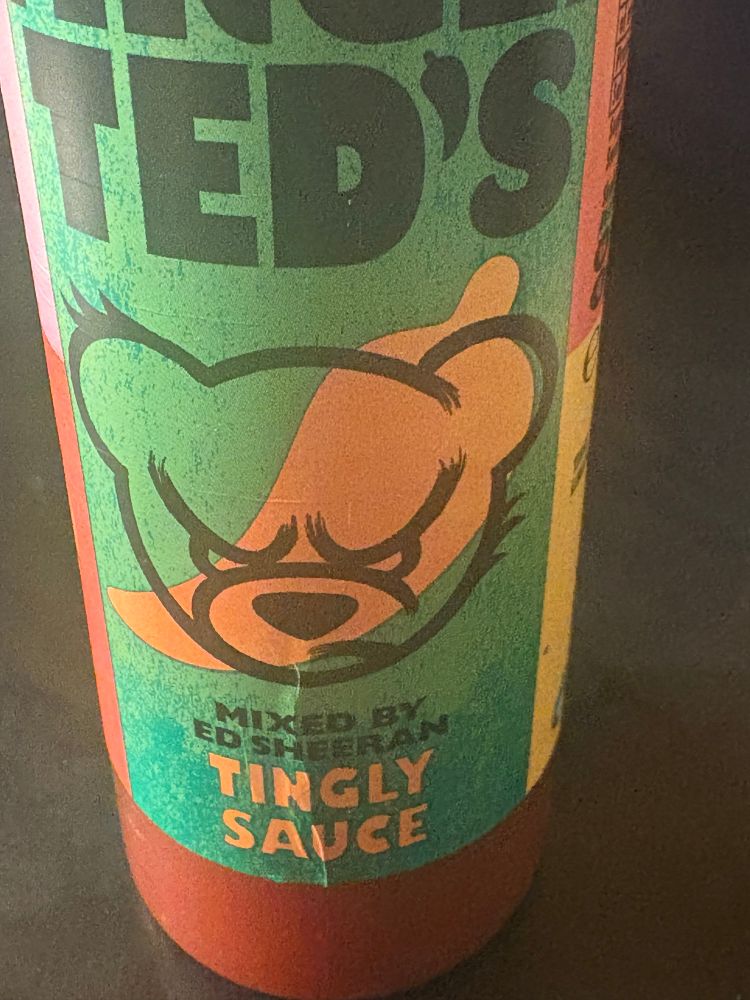 TED'S
MIXED BY
ED SHEERAN
TINGLY
SAUCE